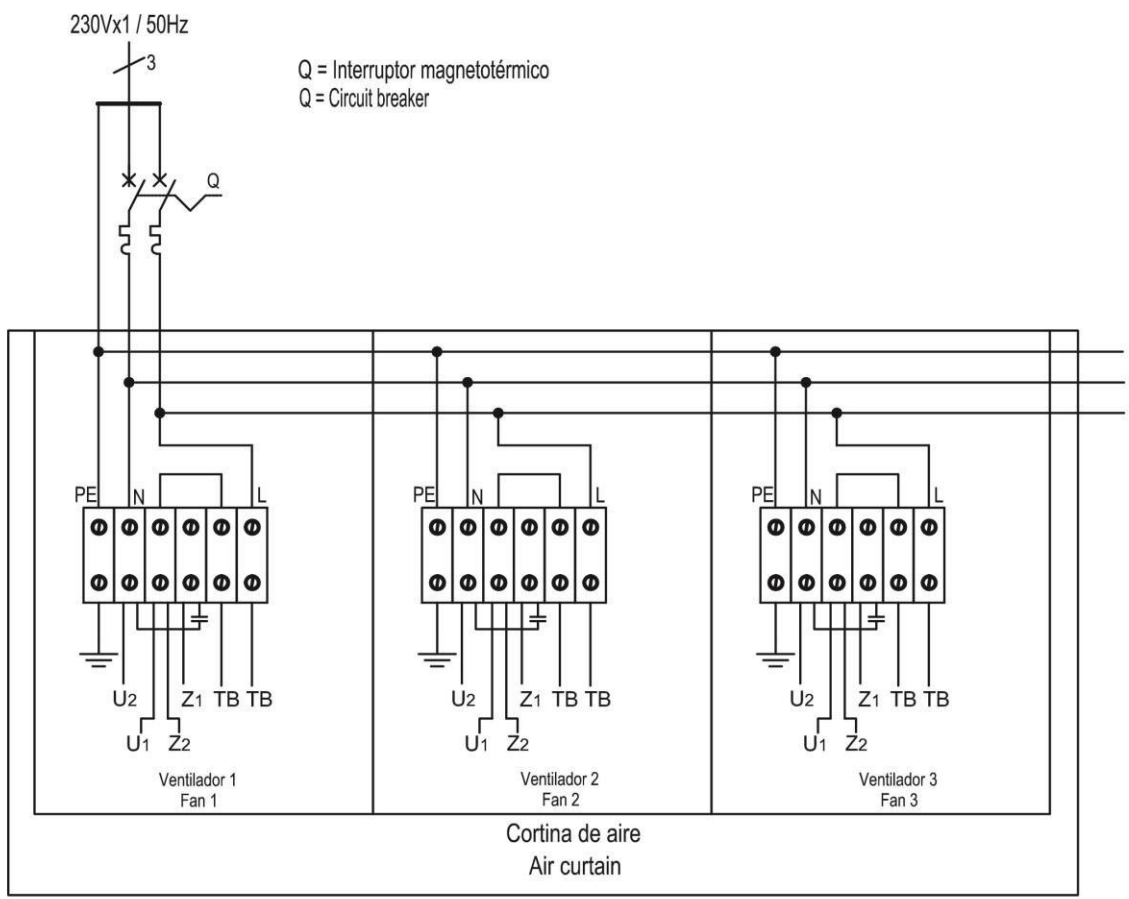 230Vx1 / 50Hz
3
Q = Interruptor magnetotérmico
Q = Circuit breaker
Q
PE N L
PE N L
PE N L
U2 Z1 TB TB
U1 Z2
U2 Z1 TB TB
U1 Z2
U2 Z1 TB TB
U1 Z2
Ventilador 1
Fan 1
Ventilador 2
Fan 2
Ventilador 3
Fan 3
Cortina de aire
Air curtain